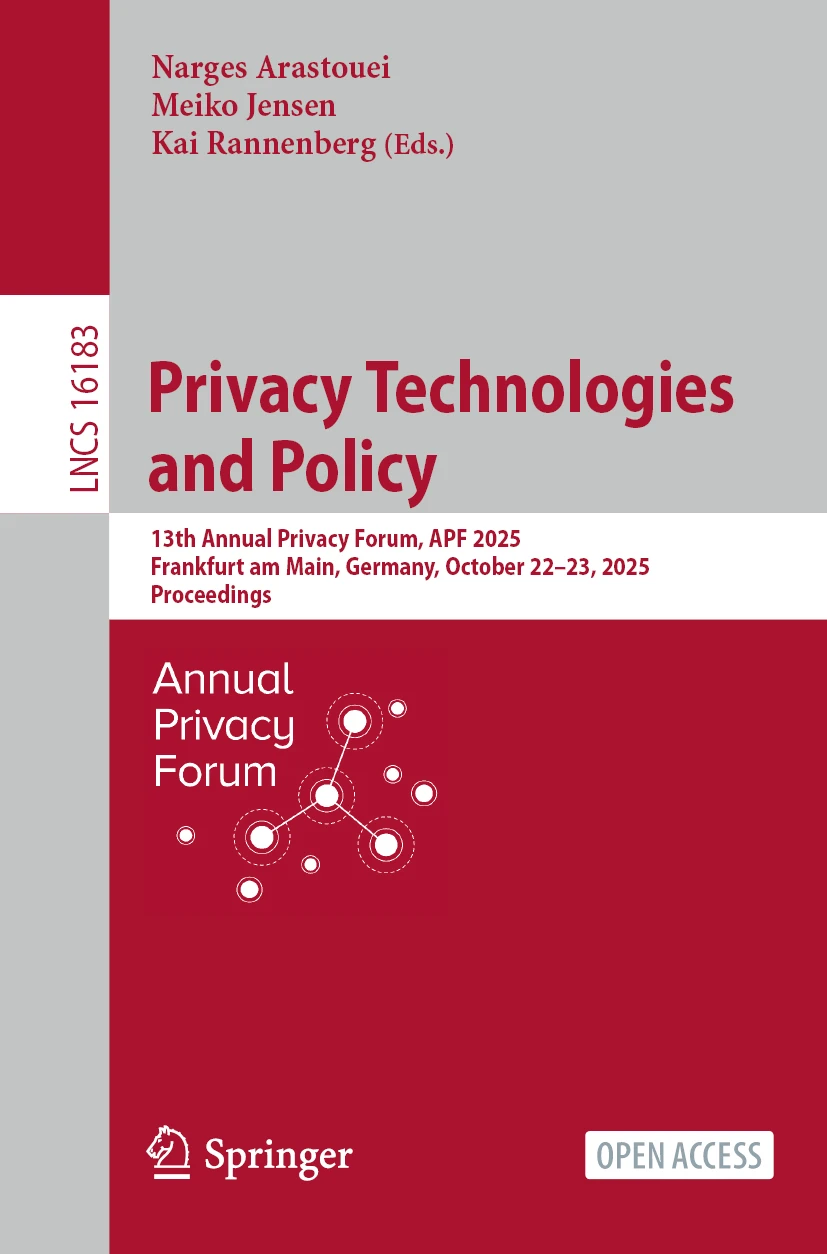 Narges Arastouei
Meiko Jensen
Kai Rannenberg (Eds.)
LNCS 16183
Privacy Technologies
and Policy
13th Annual Privacy Forum, APF 2025
Frankfurt am Main, Germany, October 22–23, 2025
Proceedings
Annual
Privacy
Forum
Springer
OPEN ACCESS